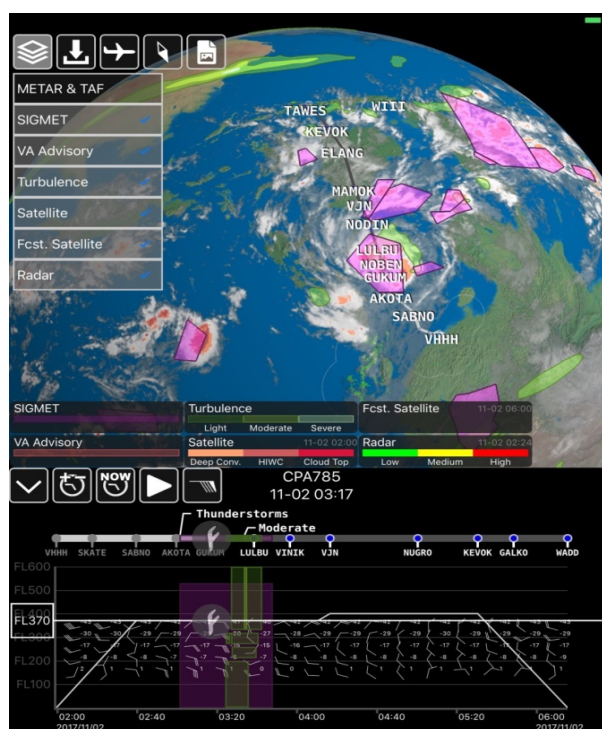 METAR & TAF
SIGMET
VA Advisory
Turbulence
Satellite
Fcst. Satellite
Radar
TAWES
WIII
KEVOK
ELANG
MAMOK
VJN
NODIN
LULBU
NOBEN
GUKUM
AKOTA
SABNO
VHHH
SIGMET
Turbulence
Light Moderate Severe
Fcst. Satellite 11-02 06:00
VA Advisory
Satellite 11-02 02:00
Deep Conv. HIWC Cloud Top
Radar 11-02 02:24
Low Medium High
NOW
CPA785
11-02 03:17
Thunderstorms
Moderate
VHHH SKATE SABNO AKOTA GUKUM LULBU VINIK VJN NUGRO KEVOK GALKO WADD
FL600
FL500
FL400
FL370
FL300
FL200
FL100
02:00 02:40 03:20 04:00 04:40 05:20 06:00
2017/11/02 2017/11/02